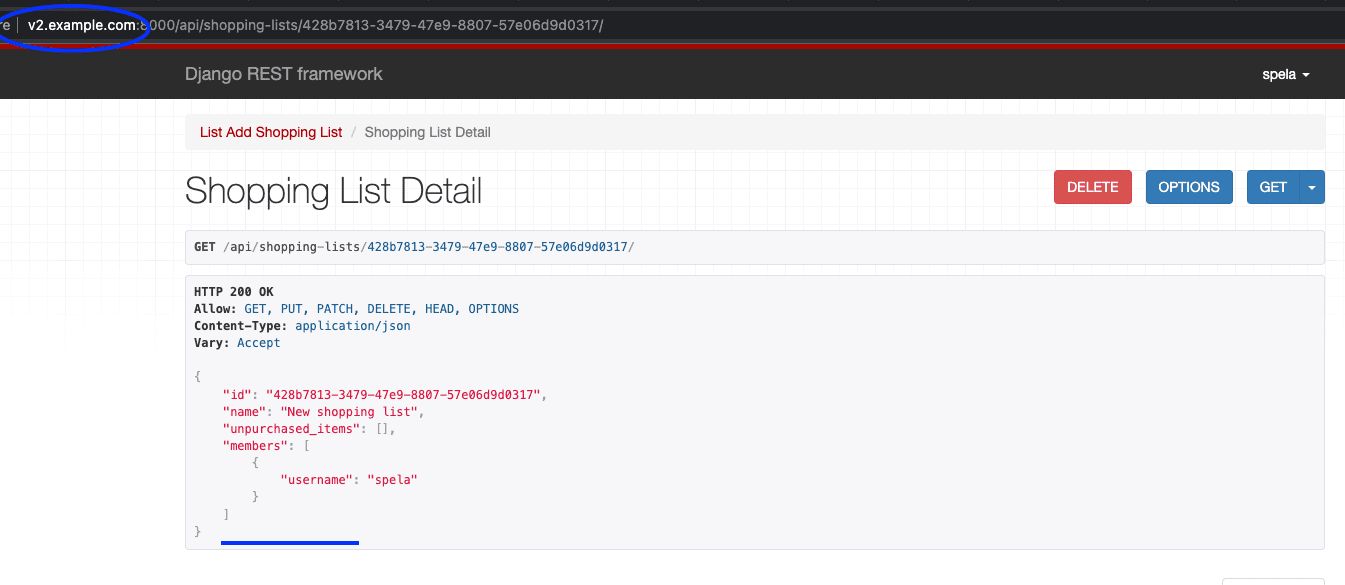 re | v2.example.com:8000/api/shopping-lists/428b7813-3479-47e9-8807-57e06d9d0317/
Django REST framework
spela
List Add Shopping List / Shopping List Detail
Shopping List Detail
DELETE OPTIONS GET
GET /api/shopping-lists/428b7813-3479-47e9-8807-57e06d9d0317/
HTTP 200 OK
Allow: GET, PUT, PATCH, DELETE, HEAD, OPTIONS
Content-Type: application/json
Vary: Accept
{
    "id": "428b7813-3479-47e9-8807-57e06d9d0317",
    "name": "New shopping list",
    "unpurchased_items": [],
    "members": [
        {
            "username": "spela"
        }
    ]
}